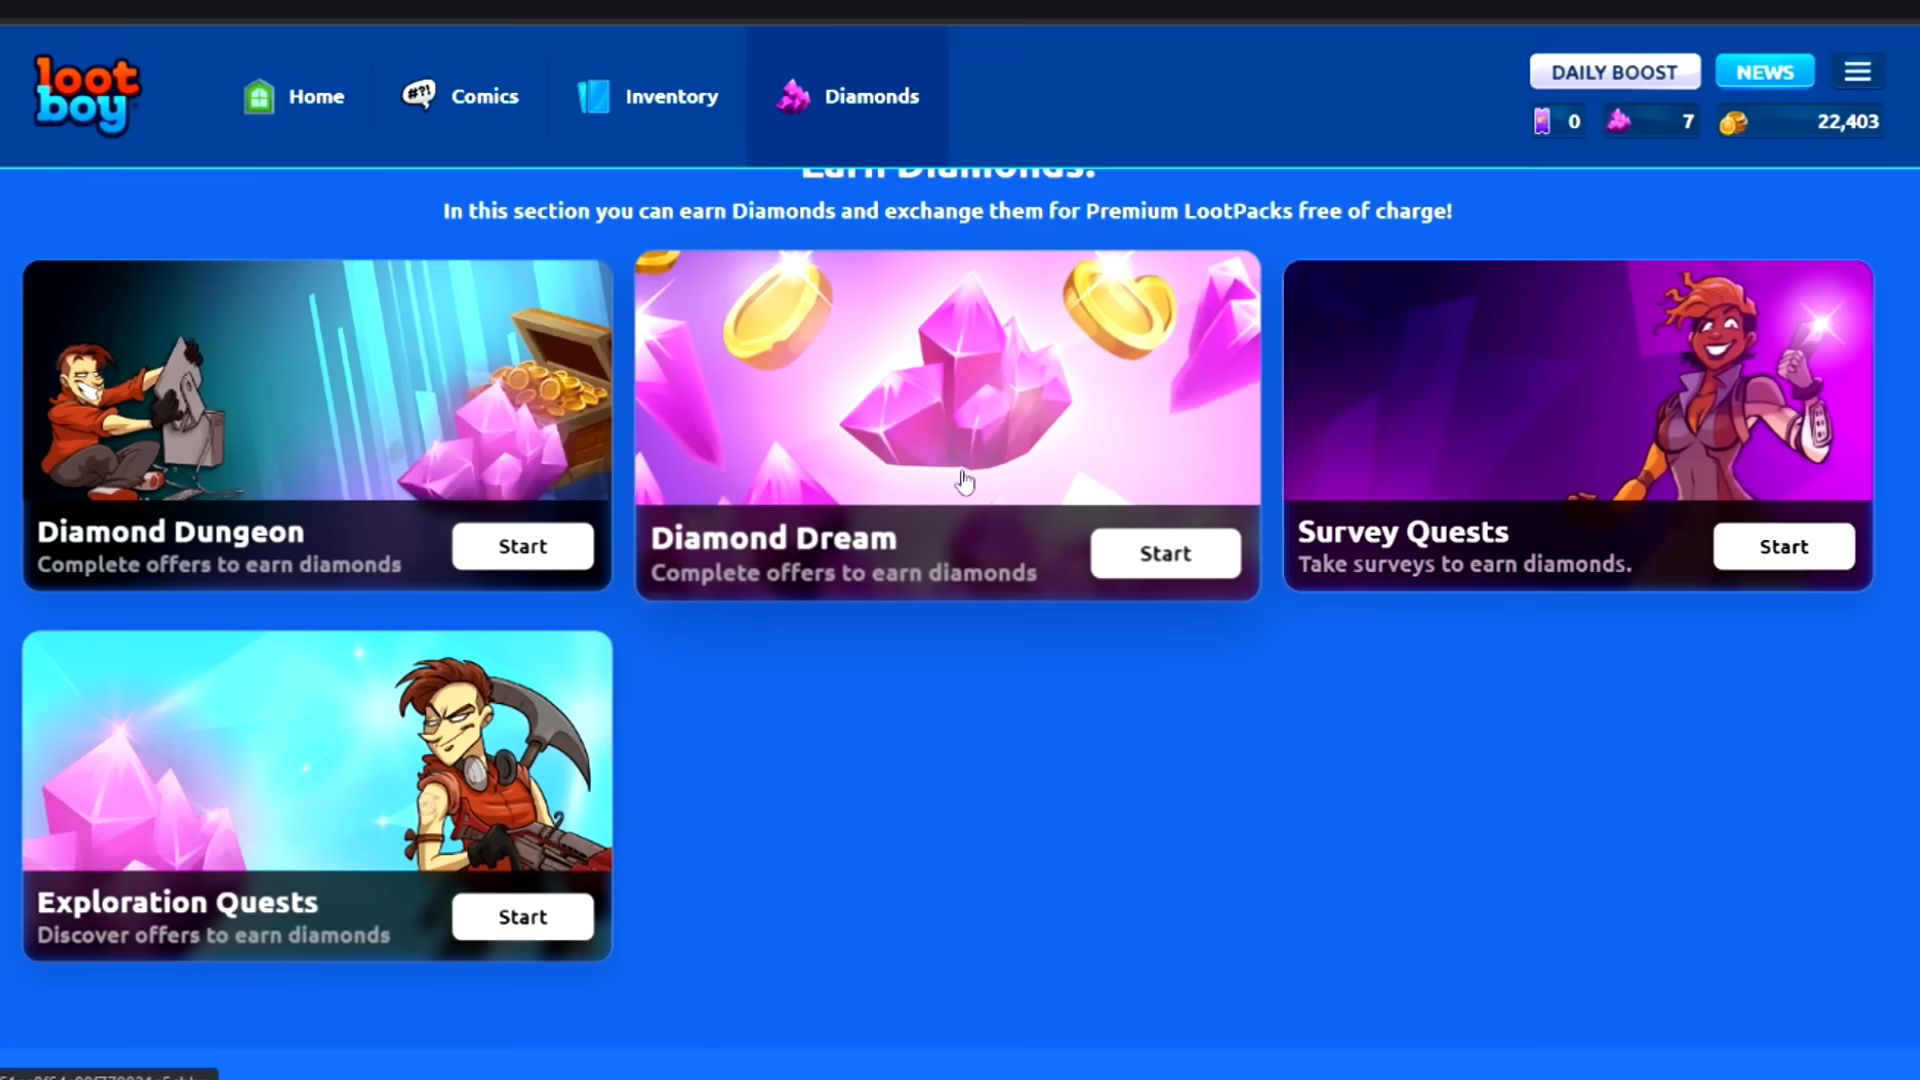 loot
boy
Home
#?!
Comics
Inventory
Diamonds
DAILY BOOST
NEWS
0
7
22,403
Earn Diamonds!
In this section you can earn Diamonds and exchange them for Premium LootPacks free of charge!
Diamond Dungeon
Complete offers to earn diamonds
Start
Diamond Dream
Complete offers to earn diamonds
Start
Survey Quests
Take surveys to earn diamonds.
Start
Exploration Quests
Discover offers to earn diamonds
Start